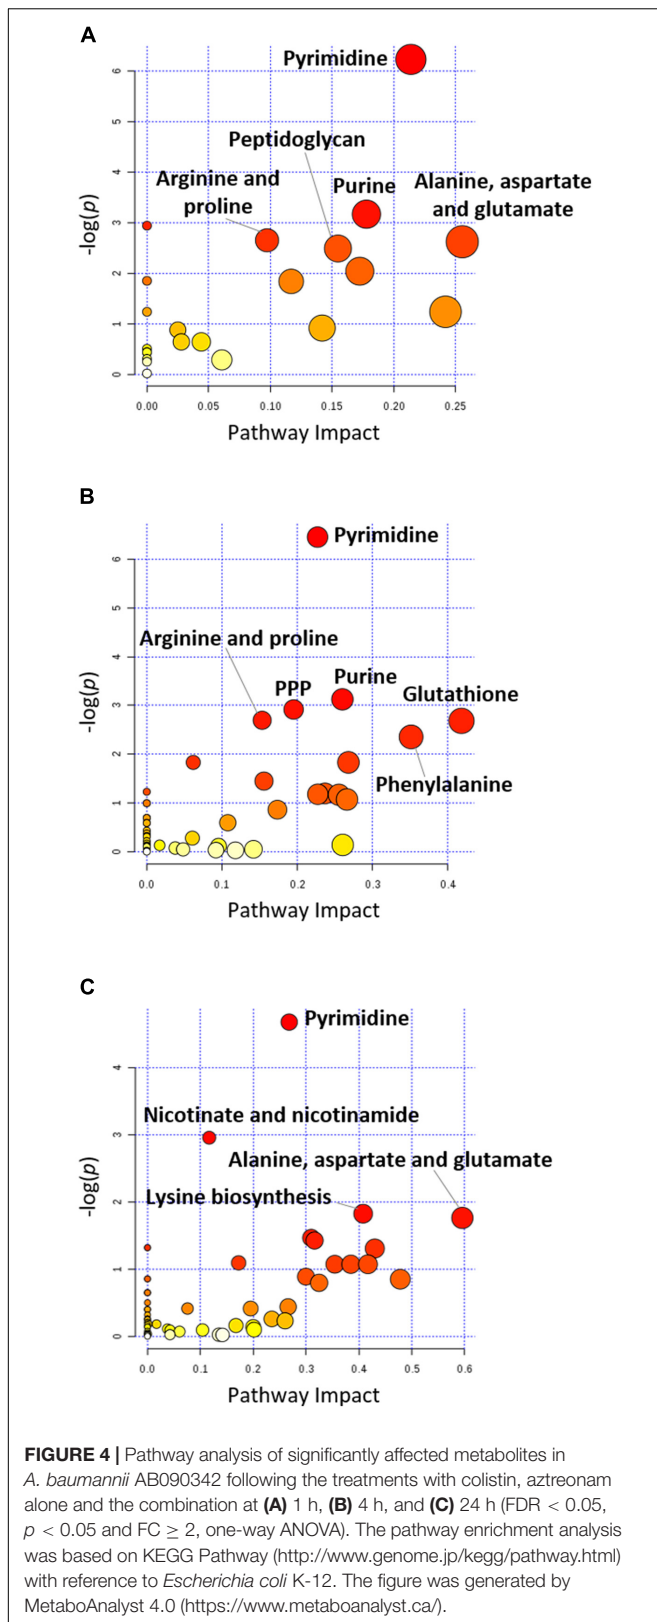 A
Pyrimidine
Peptidoglycan
Arginine and
proline
Purine
Alanine, aspartate
and glutamate
-log(p)
6
5
4
3
2
1
0
0.00 0.05 0.10 0.15 0.20 0.25
Pathway Impact
B
Pyrimidine
Arginine and proline
PPP
Purine
Glutathione
Phenylalanine
-log(p)
6
5
4
3
2
1
0
0.0 0.1 0.2 0.3 0.4
Pathway Impact
C
Pyrimidine
Nicotinate and nicotinamide
Alanine, aspartate and glutamate
Lysine biosynthesis
-log(p)
4
3
2
1
0
0.0 0.1 0.2 0.3 0.4 0.5 0.6
Pathway Impact
FIGURE 4 | Pathway analysis of significantly affected metabolites in
A. baumannii AB090342 following the treatments with colistin, aztreonam
alone and the combination at (A) 1 h, (B) 4 h, and (C) 24 h (FDR < 0.05,
p < 0.05 and FC ≥ 2, one-way ANOVA). The pathway enrichment analysis
was based on KEGG Pathway (http://www.genome.jp/kegg/pathway.html)
with reference to Escherichia coli K-12. The figure was generated by
MetaboAnalyst 4.0 (https://www.metaboanalyst.ca/).